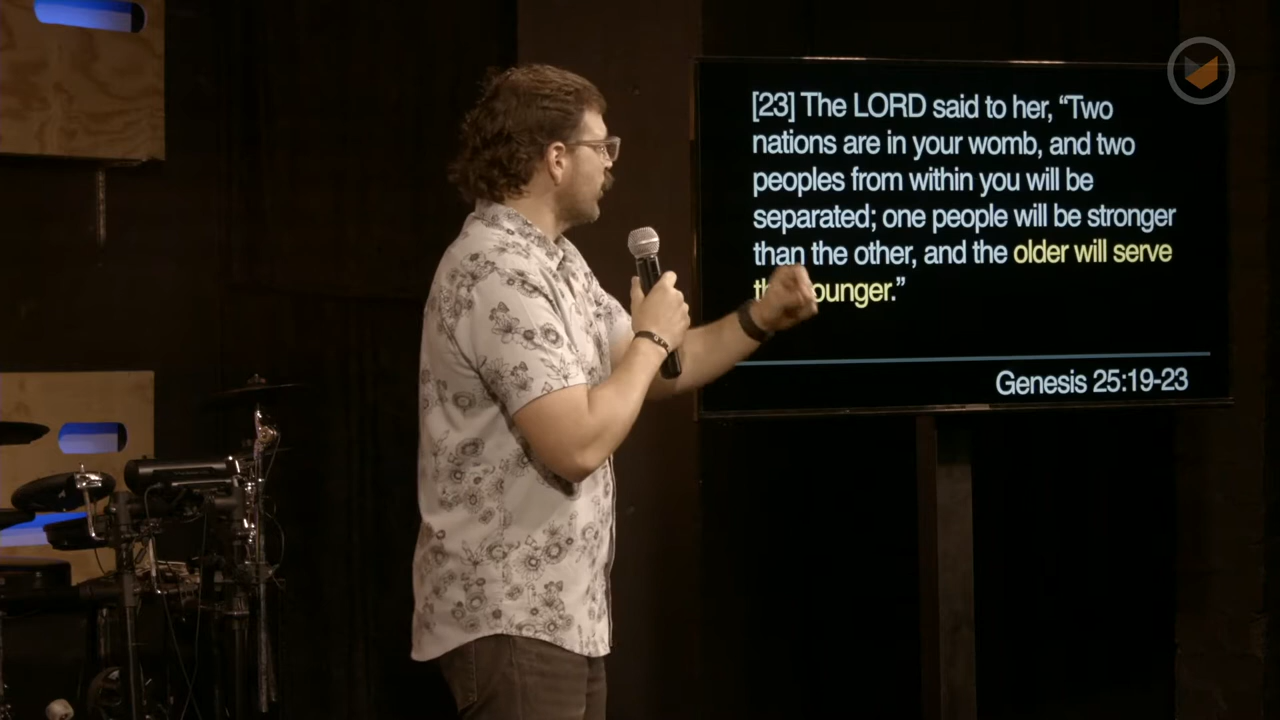 [23] The LORD said to her, “Two
nations are in your womb, and two
peoples from within you will be
separated; one people will be stronger
than the other, and the older will serve
younger.”
Genesis 25:19-23